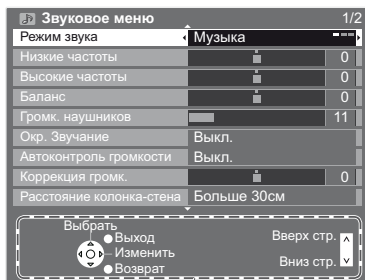 Звуковое меню 1/2
Режим звука Музыка
Низкие частоты 0
Высокие частоты 0
Баланс 0
Громк. наушников 11
Окр. Звучание Выкл.
Автоконтроль громкости Выкл.
Коррекция громк. 0
Расстояние колонка-стена Больше 30см
Выбрать
Выход Вверх стр.
Изменить
Возврат Вниз стр.